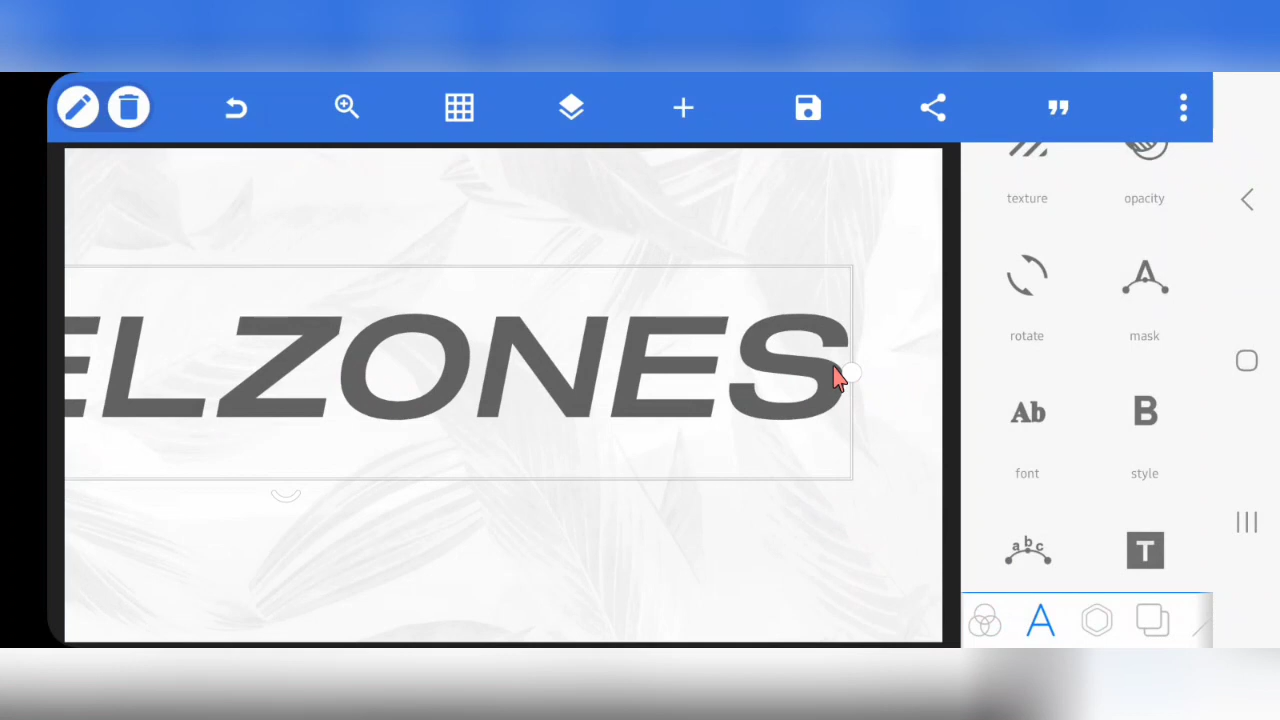 texture opacity
ELZONES
rotate mask
Ab B
font style
abc T
A